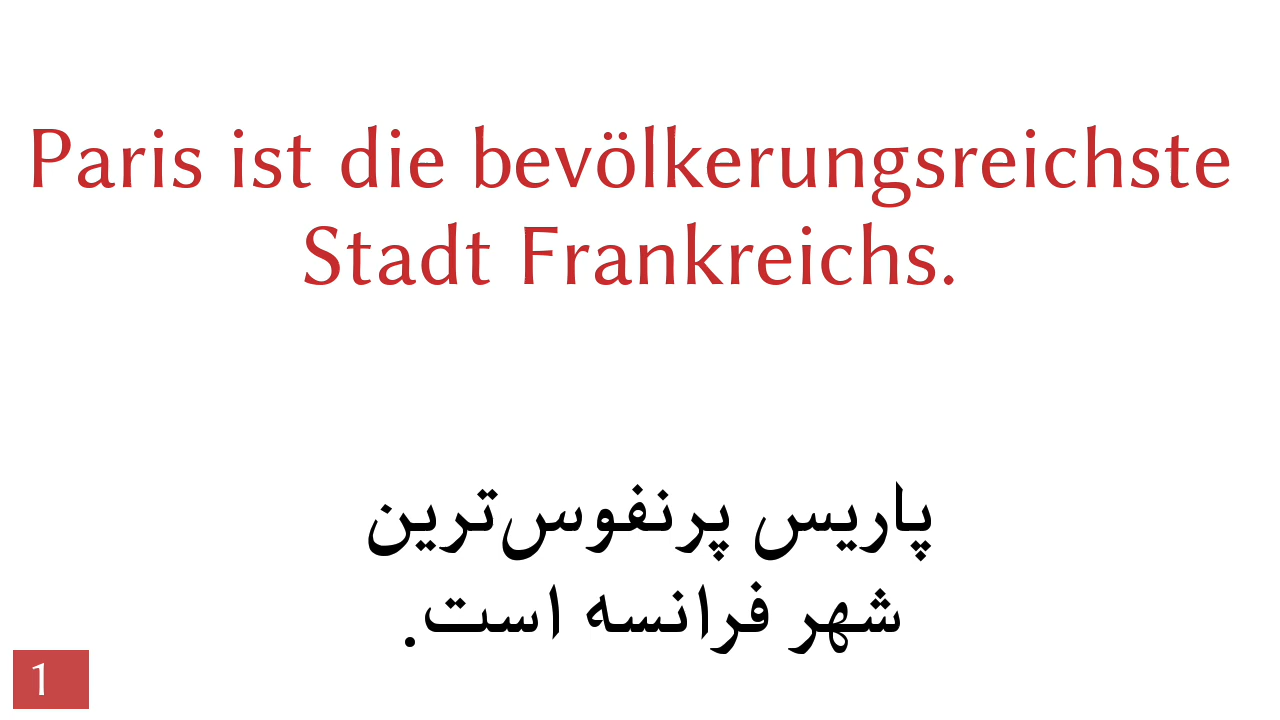 Paris ist die bevölkerungsreichste
Stadt Frankreichs.
پاریس پرنفوس‌ترین
شهر فرانسه است.
1